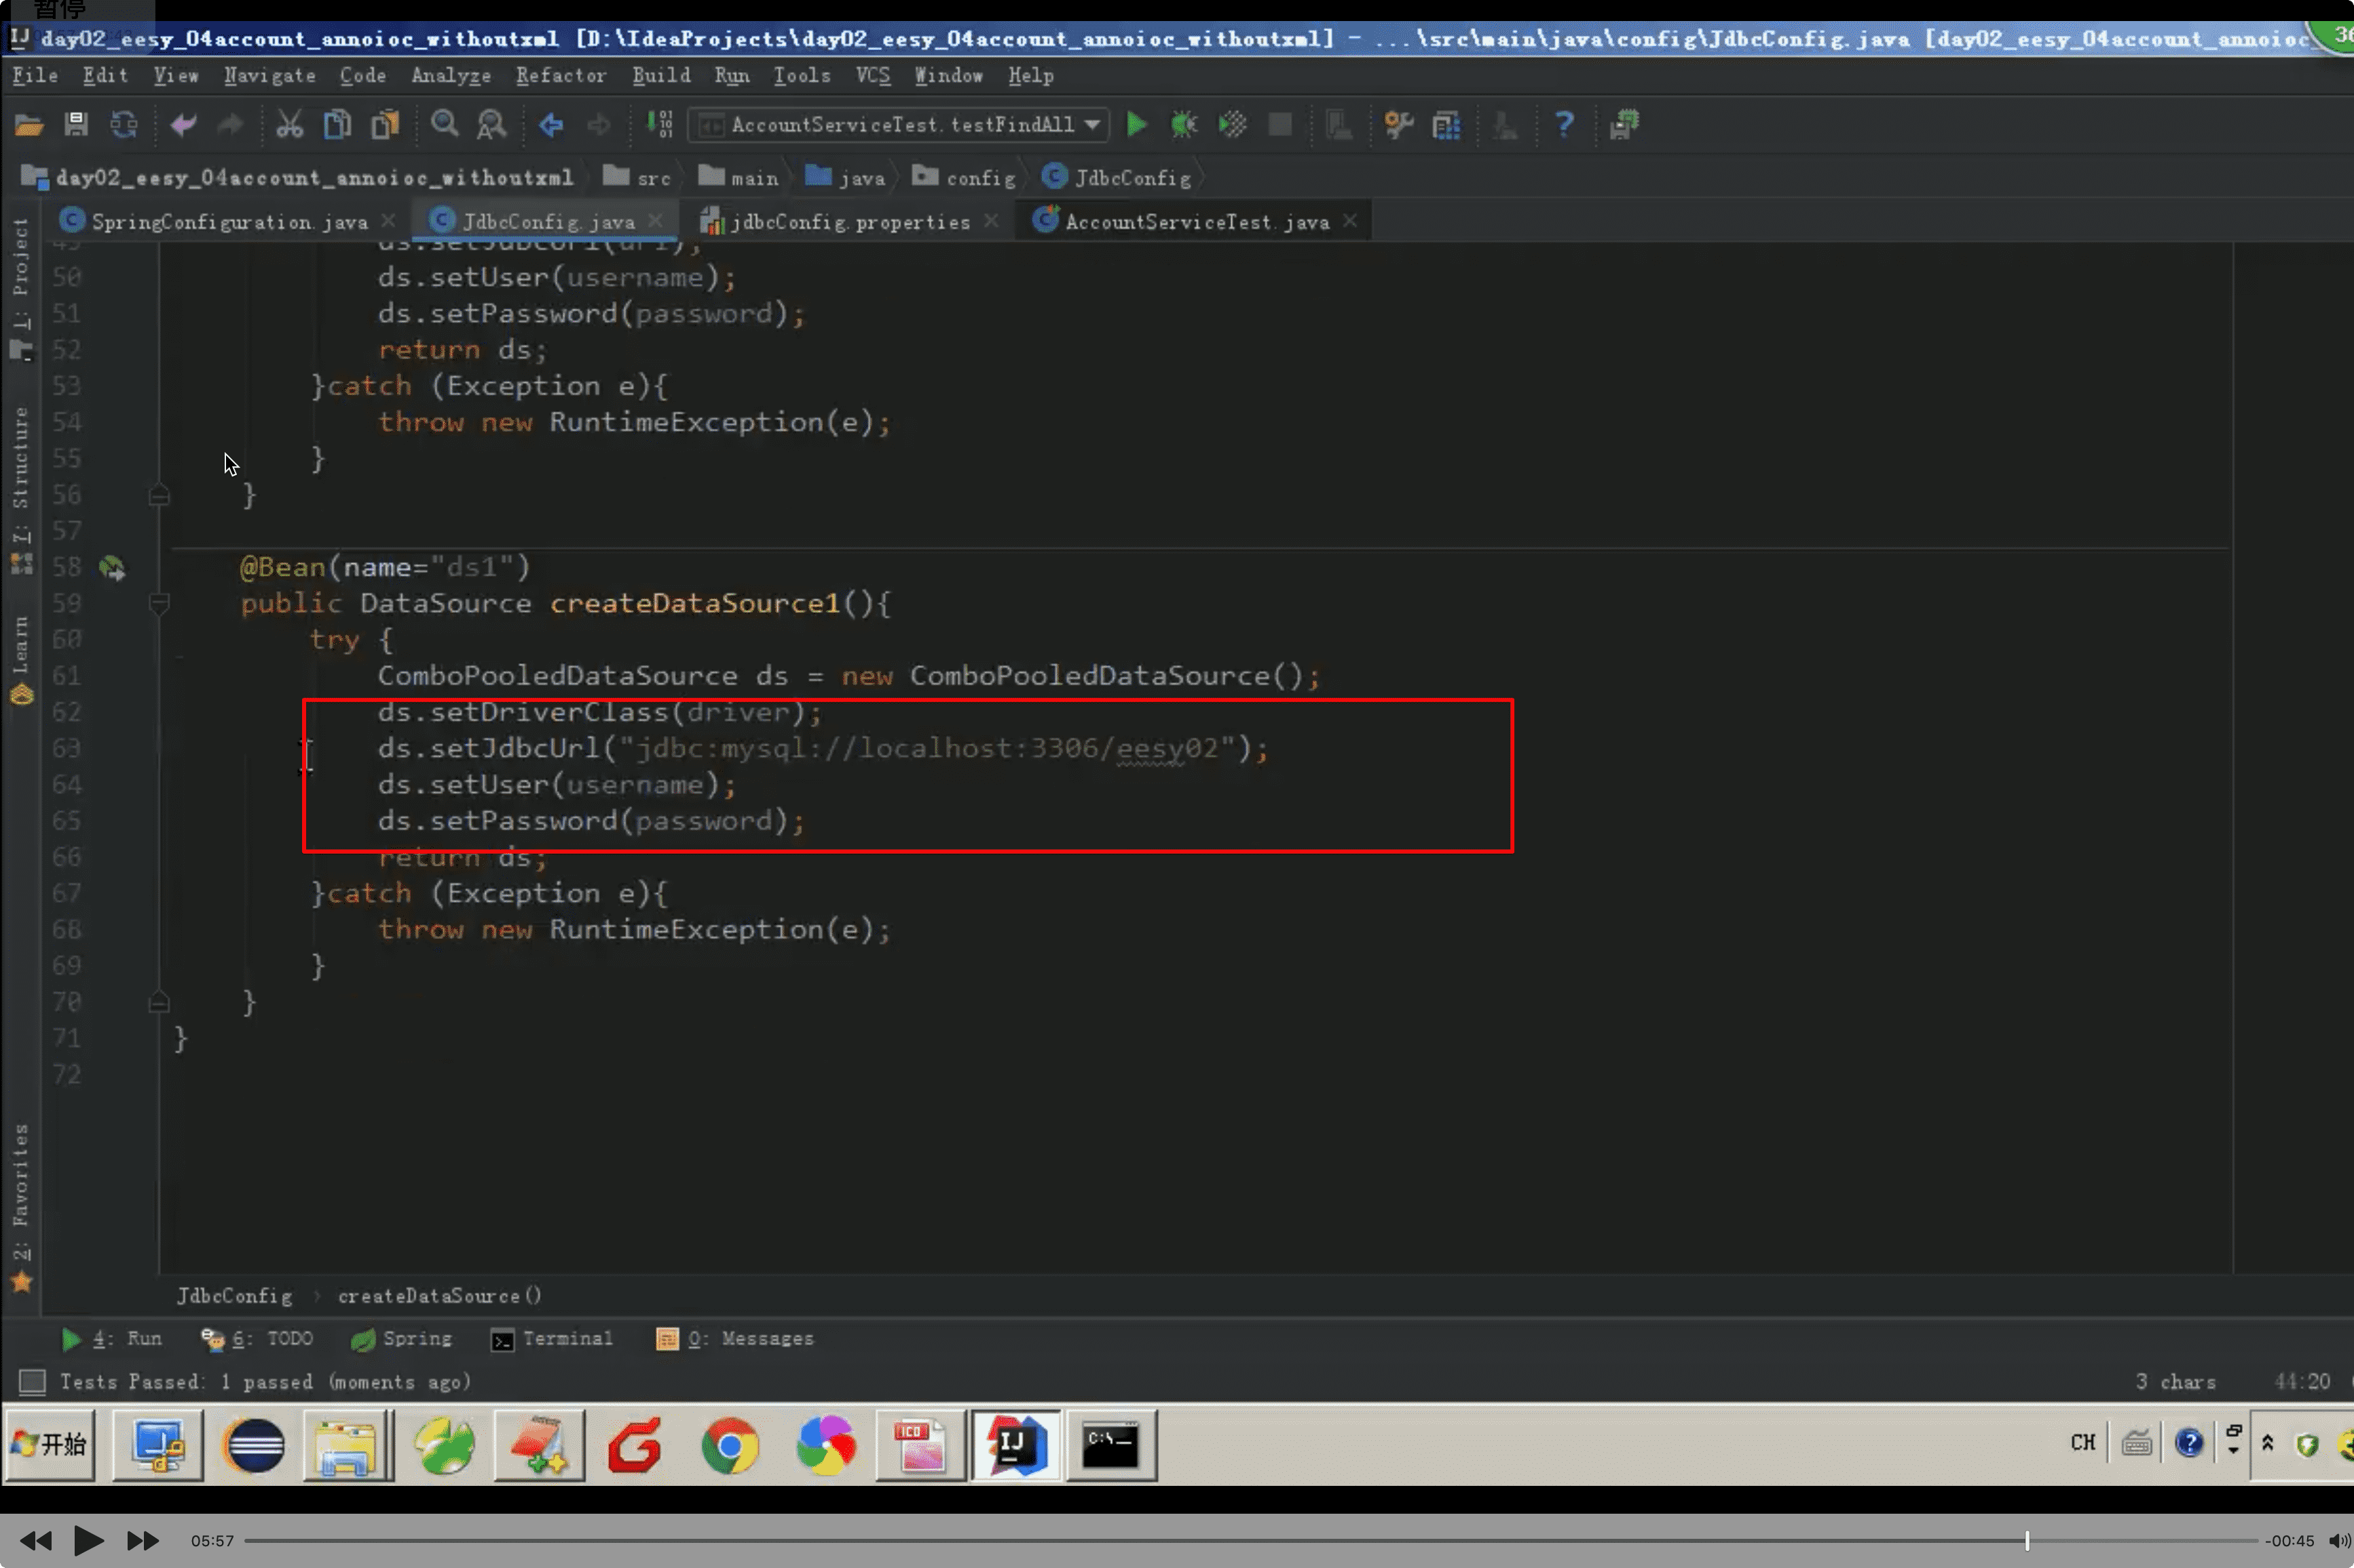 暂停
day02_eesy_04account_annoioc_withoutxml [D:\IdeaProjects\day02_eesy_04account_annoioc_withoutxml] - ...\src\main\java\config\JdbcConfig.java [day02_eesy_04account_annoioc_
36
File Edit View Navigate Code Analyze Refactor Build Run Tools VCS Window Help
AccountServiceTest.testFindAll
day02_eesy_04account_annoioc_withoutxml src main java config JdbcConfig
SpringConfiguration.java JdbcConfig.java jdbcConfig.properties AccountServiceTest.java
1: Project
7: Structure
Learn
2: Favorites
49 ds.setJdbcUrl(url);
50 ds.setUser(username);
51 ds.setPassword(password);
52 return ds;
53 }catch (Exception e){
54 throw new RuntimeException(e);
55 }
56 }
57
58 @Bean(name="ds1")
59 public DataSource createDataSource1(){
60 try {
61 ComboPooledDataSource ds = new ComboPooledDataSource();
62 ds.setDriverClass(driver);
63 ds.setJdbcUrl("jdbc:mysql://localhost:3306/eesy02");
64 ds.setUser(username);
65 ds.setPassword(password);
66 return ds;
67 }catch (Exception e){
68 throw new RuntimeException(e);
69 }
70 }
71 }
72
JdbcConfig createDataSource()
4: Run 6: TODO Spring Terminal 0: Messages
Tests Passed: 1 passed (moments ago) 3 chars 44:20
开始 CH
05:57 -00:45